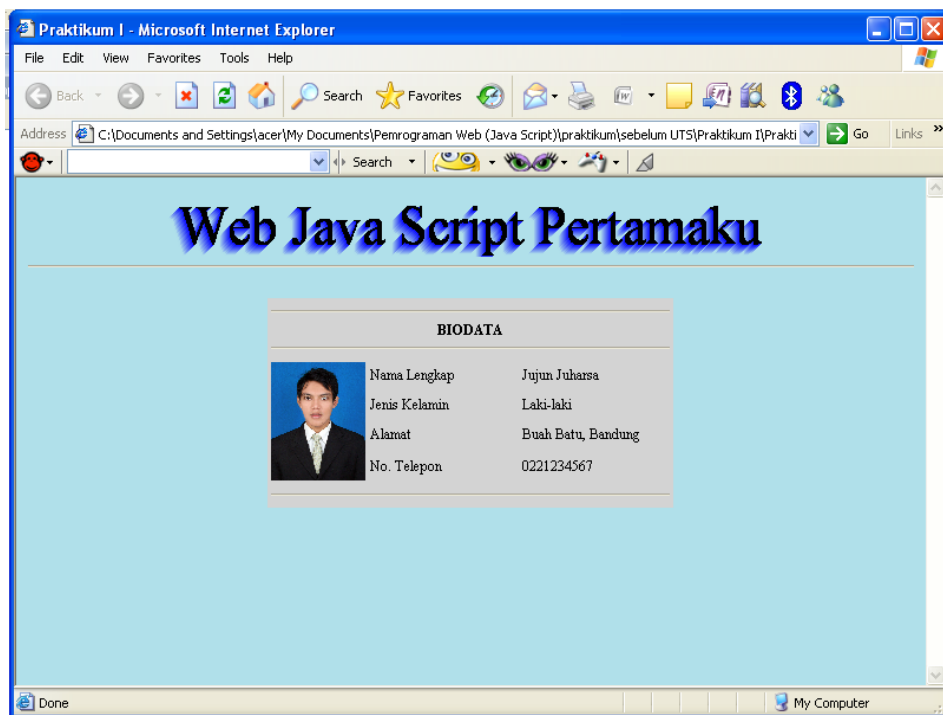 Praktikum I - Microsoft Internet Explorer
File Edit View Favorites Tools Help
Back Search Favorites
Address C:\Documents and Settings\acer\My Documents\Pemrograman Web (Java Script)\praktikum\sebelum UTS\Praktikum I\Prakti Go Links »
Search
Web Java Script Pertamaku
BIODATA
Nama Lengkap Jujun Juharsa
Jenis Kelamin Laki-laki
Alamat Buah Batu, Bandung
No. Telepon 0221234567
Done My Computer